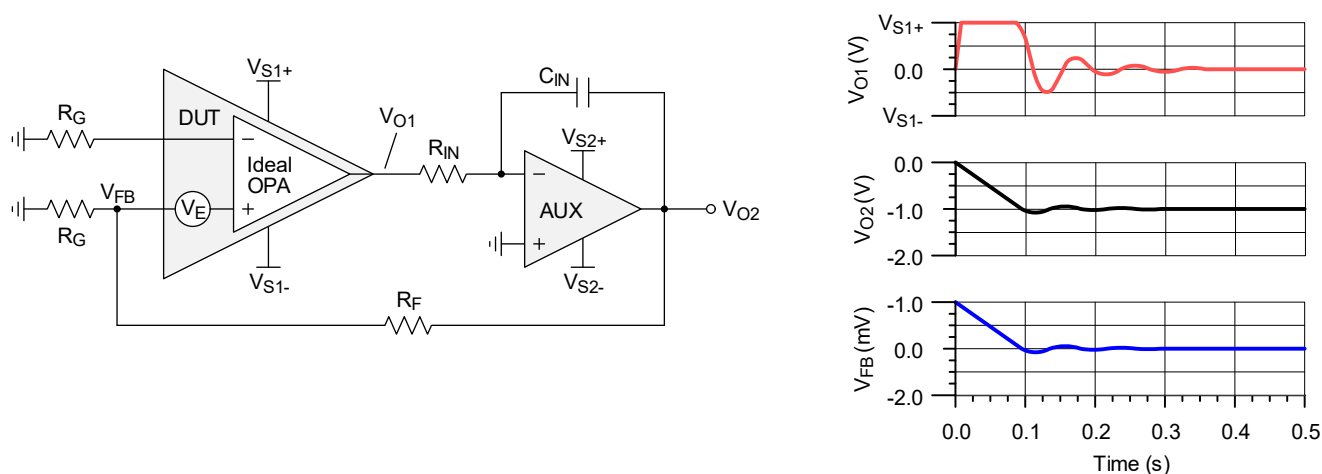 V_S1+
DUT
R_G
−
Ideal
OPA
V_FB
V_E
+
R_G
V_S1-
V_O1
R_IN
C_IN
V_S2+
−
AUX
+
V_S2-
V_O2
R_F
V_O1 (V)
V_S1+
0.0
V_S1-
V_O2 (V)
0.0
-1.0
-2.0
V_FB (mV)
-1.0
0.0
-2.0
0.0 0.1 0.2 0.3 0.4 0.5
Time (s)